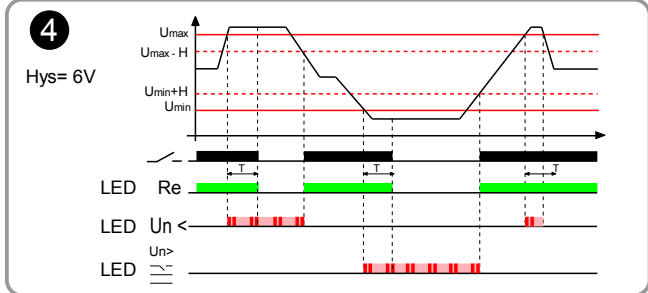 4
Hys= 6V
Umax
Umax - H
Umin+H
Umin
T T T
LED Re
LED Un <
Un>
LED